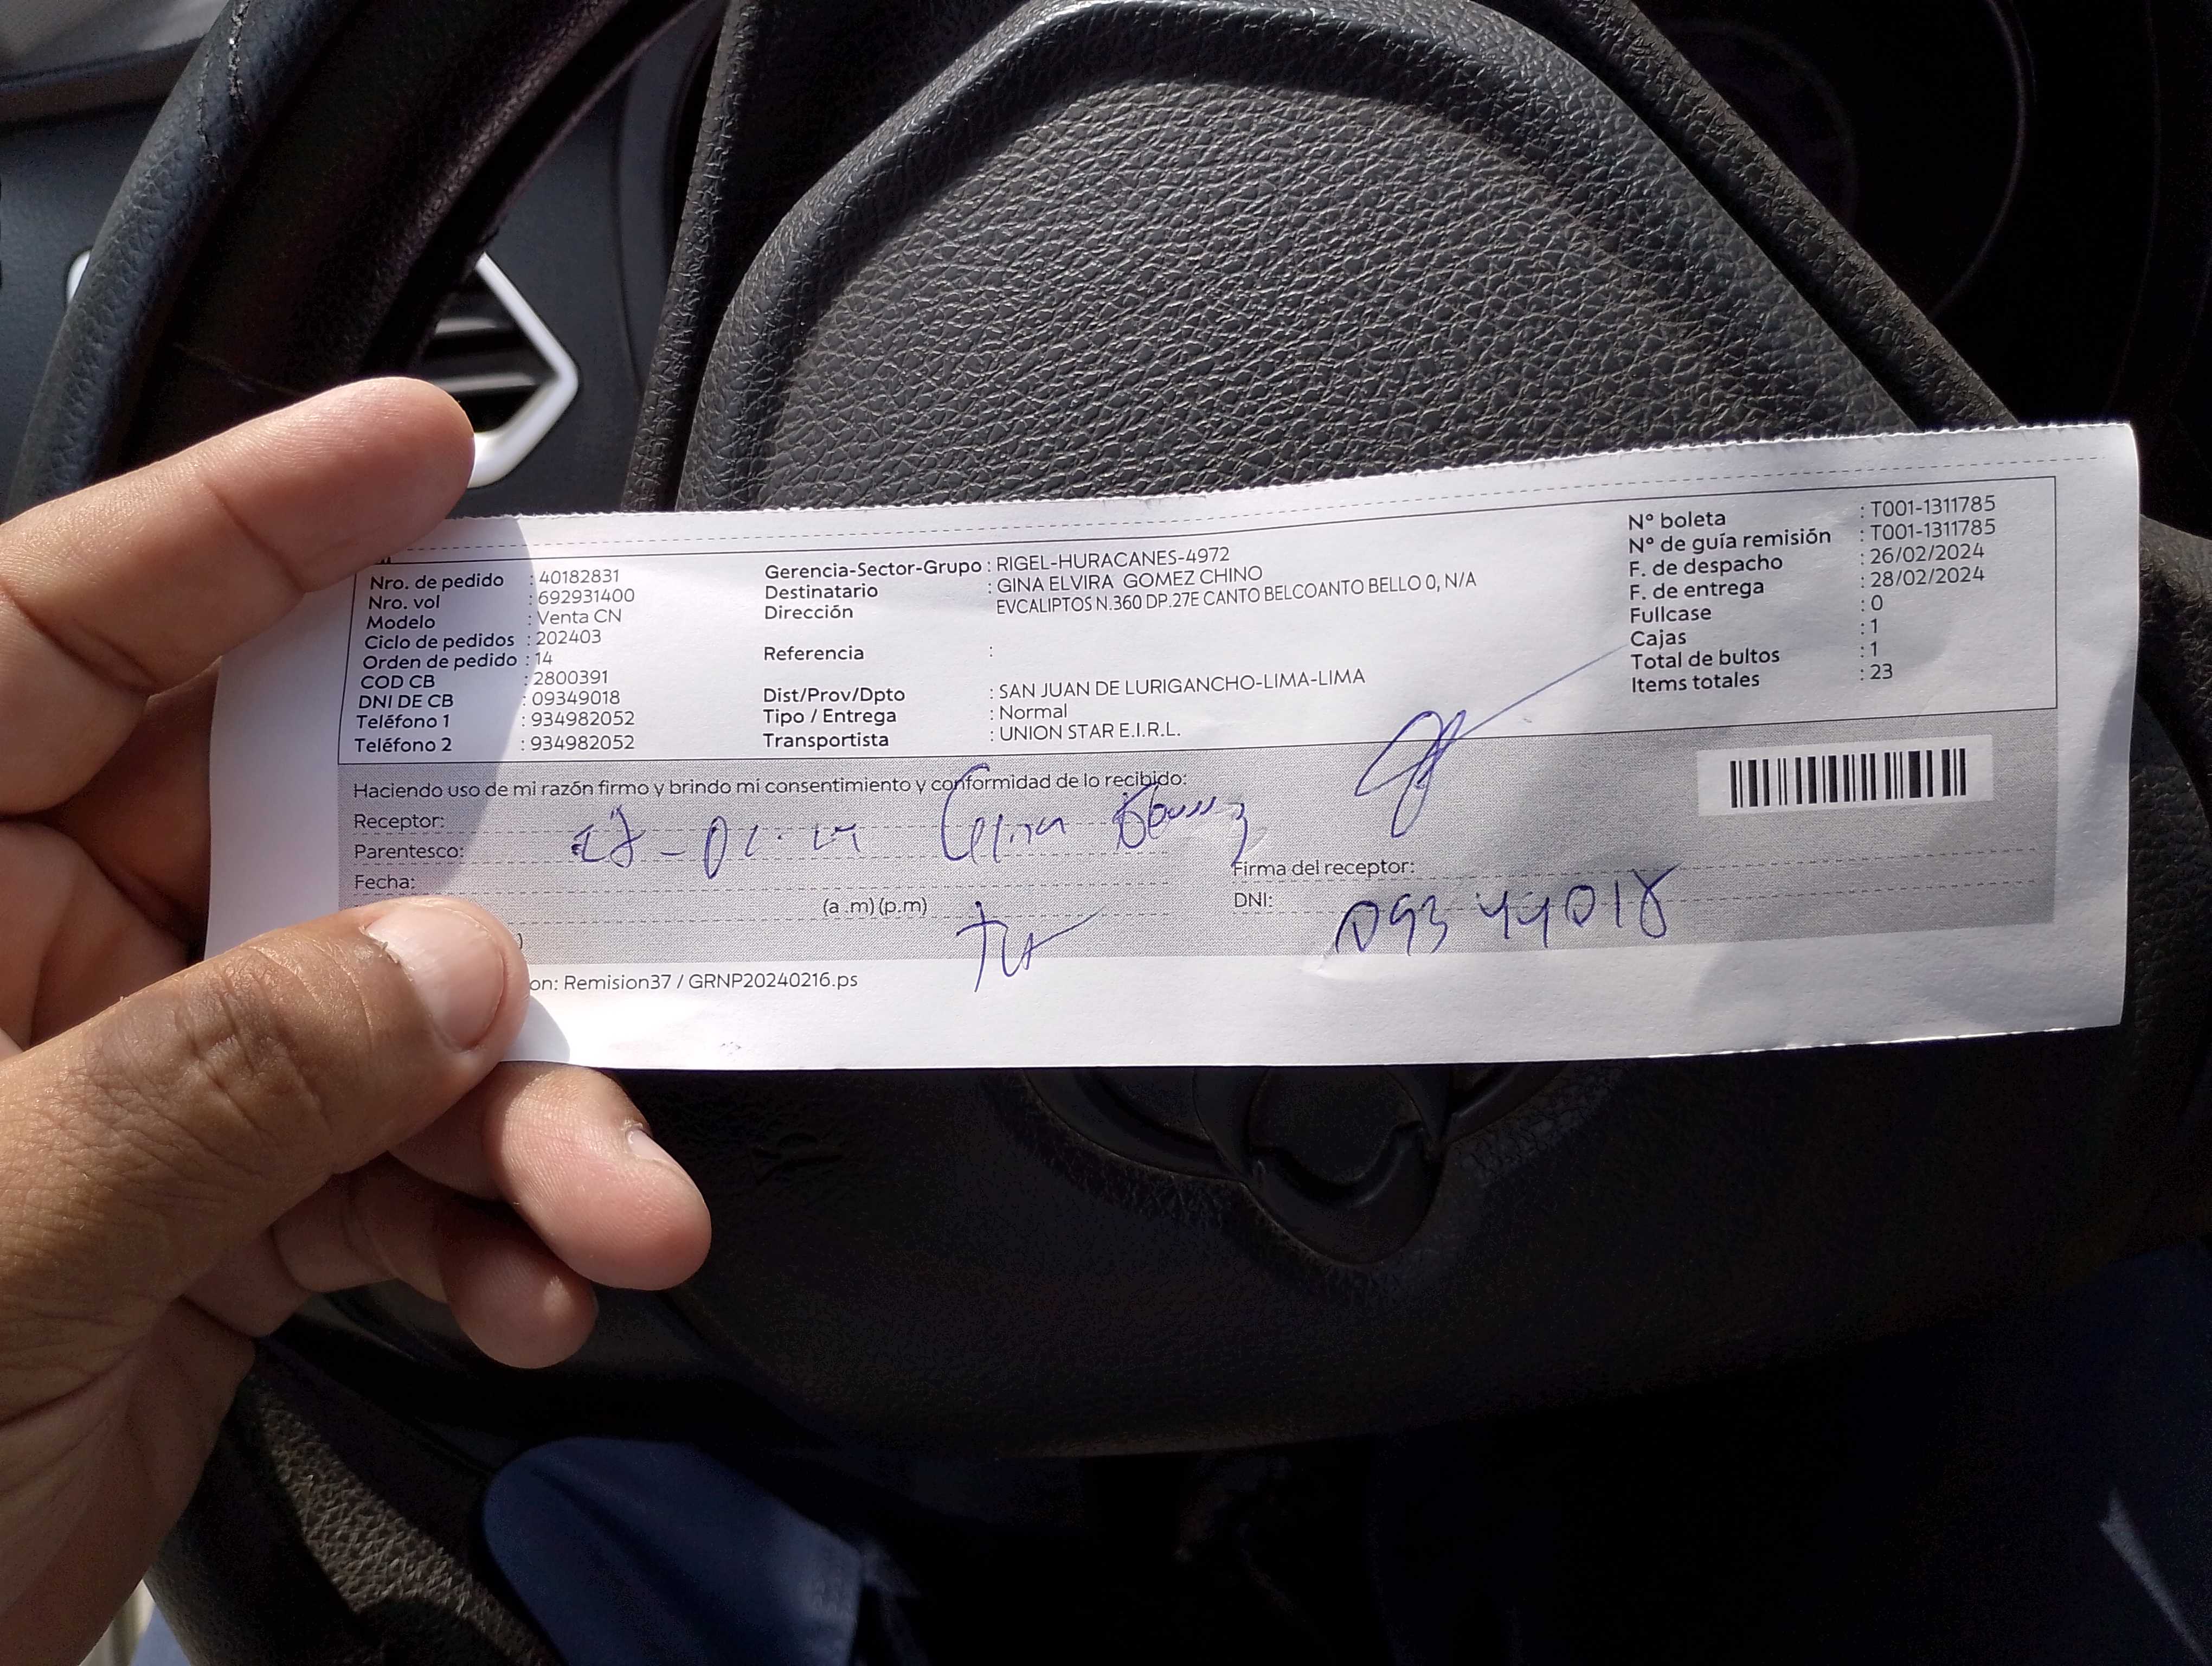 Nro. de pedido : 40182831
Nro. vol : 692931400
Modelo : Venta CN
Ciclo de pedidos : 202403
Orden de pedido : 14
COD CB : 2800391
DNI DE CB : 09349018
Teléfono 1 : 934982052
Teléfono 2 : 934982052
Gerencia-Sector-Grupo : RIGEL-HURACANES-4972
Destinatario : GINA ELVIRA GOMEZ CHINO
Dirección EVCALIPTOS N.360 DP.27E CANTO BELCOANTO BELLO 0, N/A
Referencia :
Dist/Prov/Dpto : SAN JUAN DE LURIGANCHO-LIMA-LIMA
Tipo / Entrega : Normal
Transportista : UNION STAR E.I.R.L.
N° boleta : T001-1311785
N° de guía remisión : T001-1311785
F. de despacho : 26/02/2024
F. de entrega : 28/02/2024
Fullcase : 0
Cajas : 1
Total de bultos : 1
Items totales : 23
Haciendo uso de mi razón firmo y brindo mi consentimiento y conformidad de lo recibido:
Receptor:
Parentesco:
Fecha:
(a .m) (p.m)
Firma del receptor:
DNI: 09349018
on: Remision37 / GRNP20240216.ps